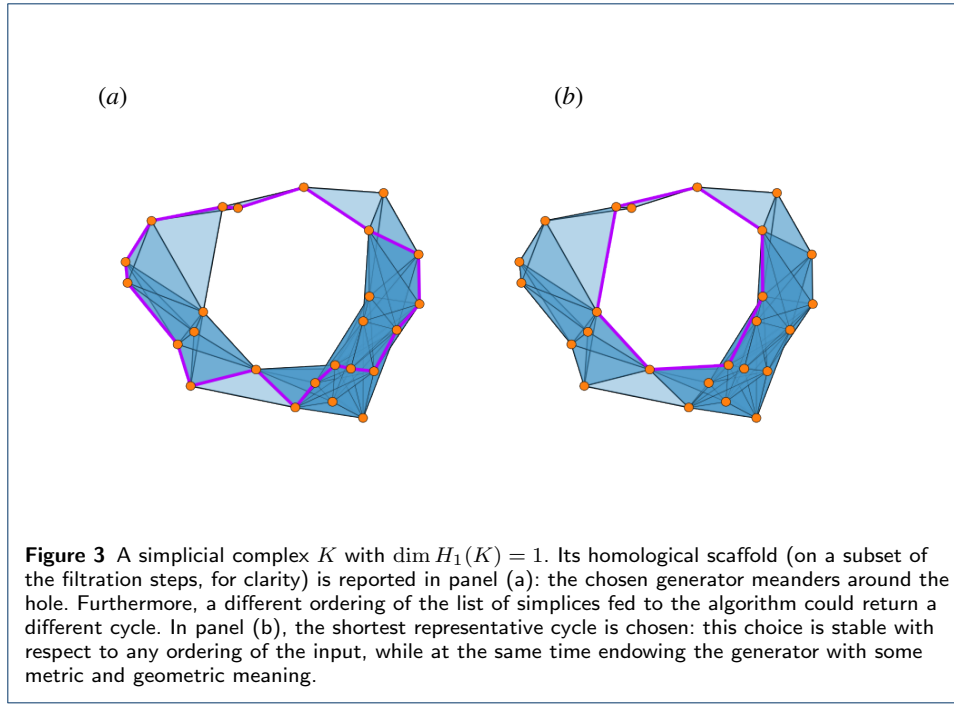 (a) (b)
Figure 3 A simplicial complex K with dim H₁(K) = 1. Its homological scaffold (on a subset of
the filtration steps, for clarity) is reported in panel (a): the chosen generator meanders around the
hole. Furthermore, a different ordering of the list of simplices fed to the algorithm could return a
different cycle. In panel (b), the shortest representative cycle is chosen: this choice is stable with
respect to any ordering of the input, while at the same time endowing the generator with some
metric and geometric meaning.